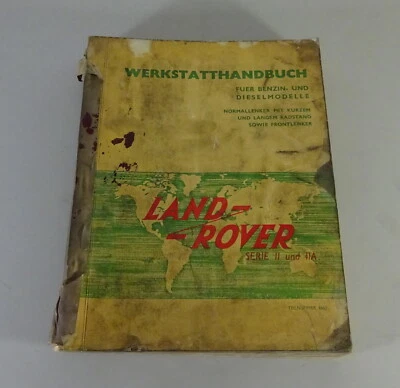 WERKSTATTHANDBUCH
FUER BENZIN- UND
DIESELMODELLE
NORMALLENKER MIT KURZEM
UND LANGEM RADSTAND
SOWIE FRONTLENKER
LAND-
-ROVER
SERIE II und IIA